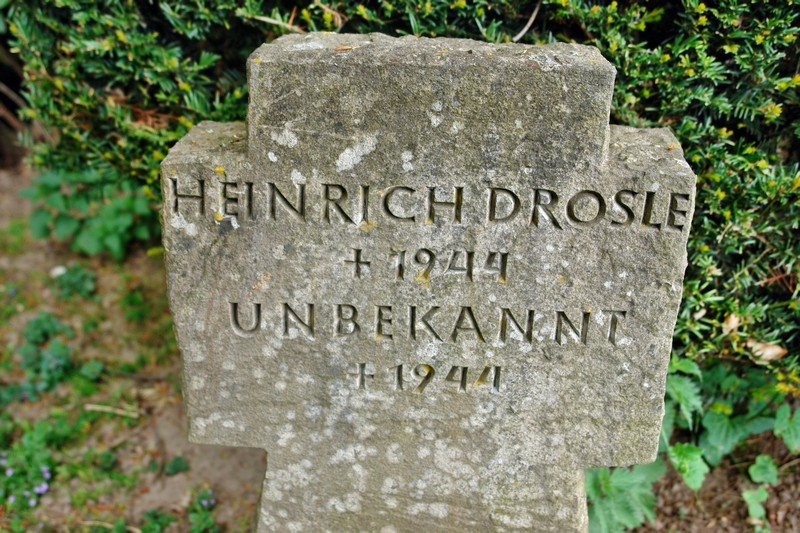 HEINRICH DROSLE
+ 1944
UNBEKANNT
+ 1944